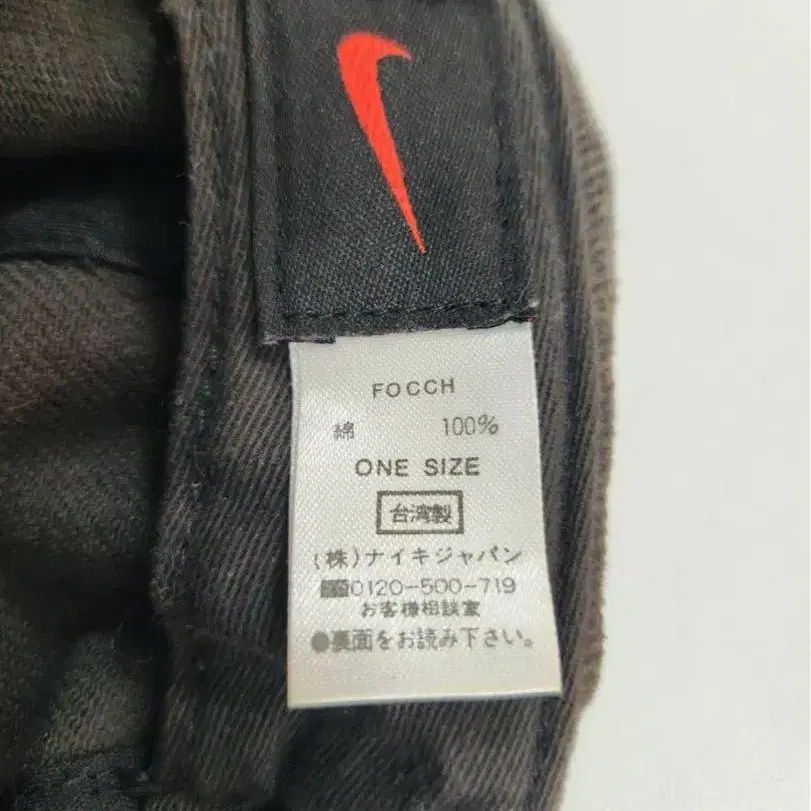 FOCCH
綿 100%
ONE SIZE
台湾製
(株)ナイキジャパン
0120-500-719
お客様相談室
●裏面をお読み下さい。